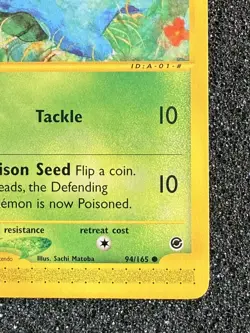 ID:A-01-#
Tackle 10
ison Seed Flip a coin.
eads, the Defending 10
émon is now Poisoned.
resistance retreat cost
tendo Illus. Sachi Matoba 94/165